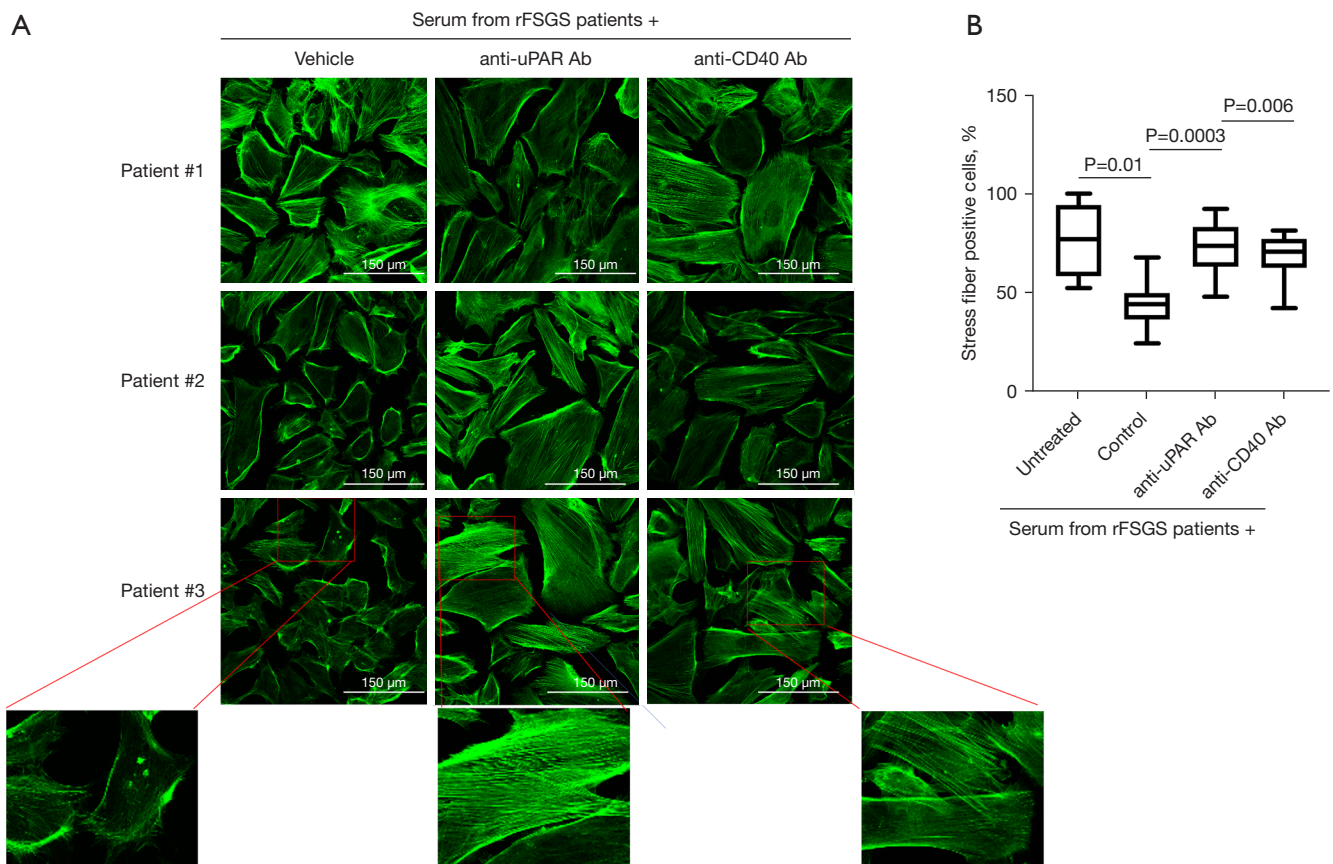 A
Serum from rFSGS patients +
Vehicle
anti-uPAR Ab
anti-CD40 Ab
Patient #1
150 µm
150 µm
150 µm
Patient #2
150 µm
150 µm
150 µm
Patient #3
150 µm
150 µm
150 µm
B
Stress fiber positive cells, %
150
100
50
0
P=0.01
P=0.0003
P=0.006
Untreated
Control
anti-uPAR Ab
anti-CD40 Ab
Serum from rFSGS patients +